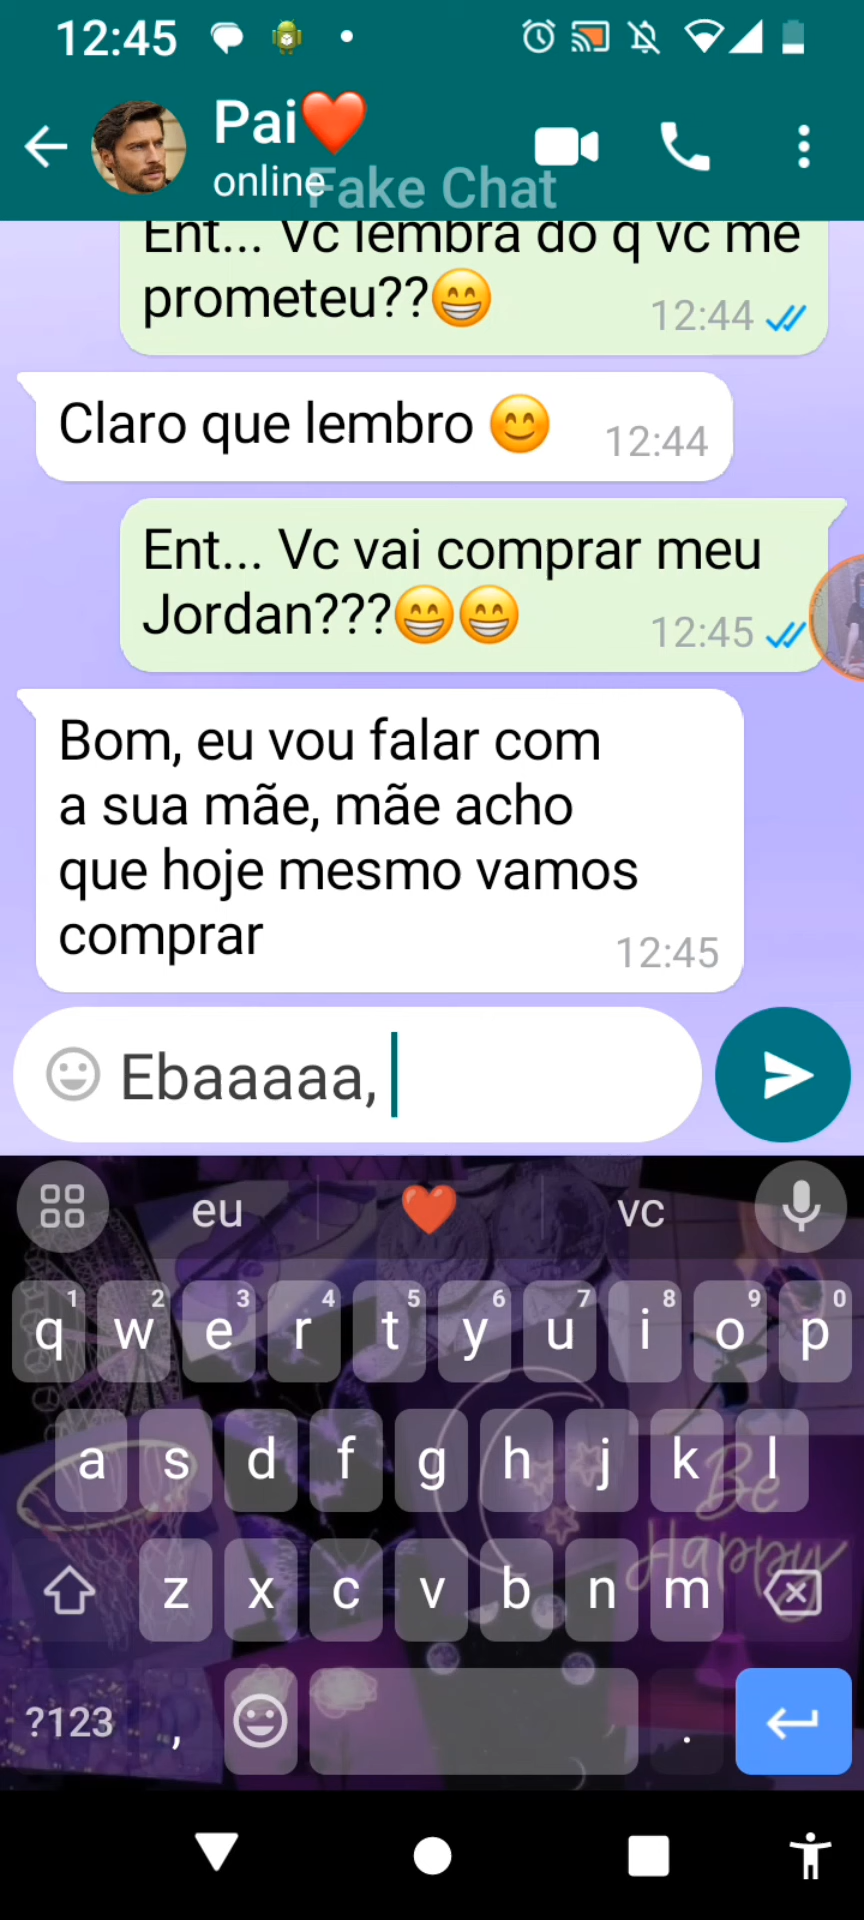 12:45
Pai❤️
online
Fake Chat
Ent... Vc lembra do q vc me
prometeu??😁
12:44
Claro que lembro 😊
12:44
Ent... Vc vai comprar meu
Jordan???😁😁
12:45
Bom, eu vou falar com
a sua mãe, mãe acho
que hoje mesmo vamos
comprar
12:45
Ebaaaaa,
eu ❤️ vc
1 2 3 4 5 6 7 8 9 0
q w e r t y u i o p
a s d f g h j k l
Be
Happy
z x c v b n m
?123 , .